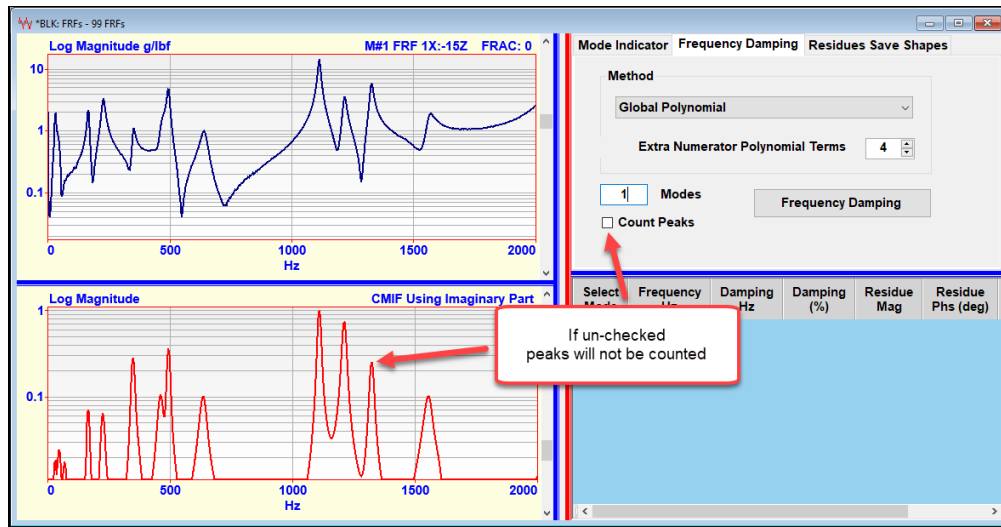 *BLK: FRFs - 99 FRFs
Log Magnitude g/lbf M#1 FRF 1X:-15Z FRAC: 0
10
1
0.1
0 500 1000 1500 2000
Hz
Log Magnitude CMIF Using Imaginary Part
1
0.1
0 500 1000 1500 2000
Hz
Mode Indicator Frequency Damping Residues Save Shapes
Method
Global Polynomial
Extra Numerator Polynomial Terms 4
1 Modes Frequency Damping
Count Peaks
Select Frequency Damping Damping Residue Residue
Hz (%) Mag Phs (deg)
If un-checked
peaks will not be counted